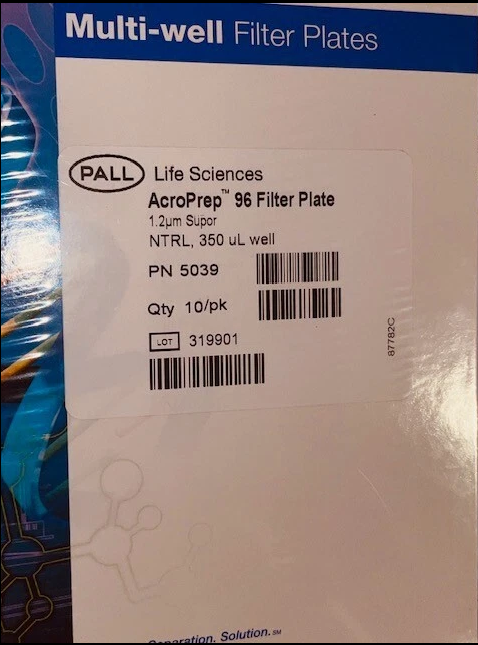 Multi-well Filter Plates
PALL Life Sciences
AcroPrep™ 96 Filter Plate
1.2µm Supor
NTRL, 350 uL well
PN 5039
Qty 10/pk
LOT 319901
87782C
Solution.℠